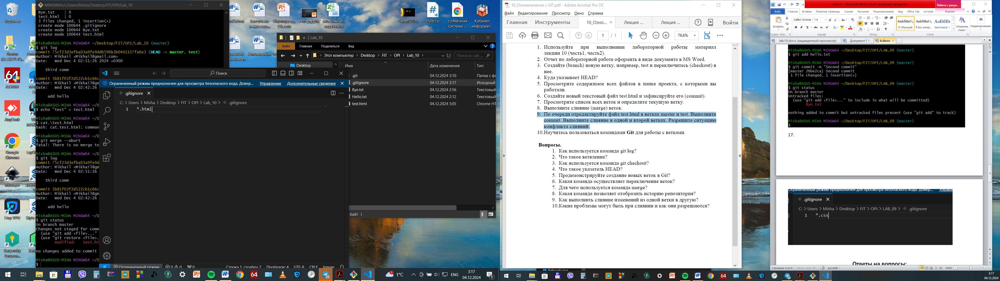 MINGW64:/c/Users/Misha/Desktop/FIT/OPI/Lab_10
Bye.txt | 0
test.html | 0
3 files changed, 1 insertion(+)
create mode 100644 .gitignore
create mode 100644 Bye.txt
create mode 100644 test.html
Misha@ASUS-MIHA MINGW64 ~/Desktop/FIT/OPI/Lab_10 (master)
$ git log
commit 75cf23d3efba03a9fe9ddb596b3b0441157fa6e3 (HEAD -> master, test)
Author: Mikhail <Mikhail@gmail.com>
Date: Wed Dec 4 02:51:26 2024 +0300
third comm
commit 5b81f03f2d522cb1c66c
Author: Mikhail <Mikhail@gm
Date: Wed Dec 4 02:42:26
add hello
Misha@ASUS-MIHA MINGW64 ~/D
$ echo "test" > test.html
Misha@ASUS-MIHA MINGW64 ~/D
$ cat.\test.html
bash: cat.test.html: comman
Misha@ASUS-MIHA MINGW64 ~/D
$ git merge --abort
fatal: There is no merge to
Misha@ASUS-MIHA MINGW64 ~/D
$ git log
commit 75cf23d3efba03a9fe9d
Author: Mikhail <Mikhail@gm
Date: Wed Dec 4 02:51:26
third comm
commit 5b81f03f2d522cb1c66c
Author: Mikhail <Mikhail@gm
Date: Wed Dec 4 02:42:26
add hello
Misha@ASUS-MIHA MINGW64 ~/D
$ git status
On branch master
Changes not staged for comm
(use "git add <file>..."
(use "git restore <file>.
modified: test.ht
no changes added to commit
Misha@ASUS-MIHA MINGW64 ~/D
$
Корзина
Photos
(ALEXEYHO...
AIDA64
AnyDesk
Google
Chrome
Inkscape
iTop VPN
Kaspersky
Passwor...
Клеточная
инженери...
Chyornye-d...
(1).pptx
георг.pptx
экономиче...
задача.xlsx
Planets201...
style.css
солнечная
система ....
Кабинет
информат...
Алюминий....
Поиск
Ограниченный режим предназначен для просмотра безопасного кода. Довер... Управление Дополнительные сведения
.gitignore
C: > Users > Misha > Desktop > FIT > OPI > Lab_10 > .gitignore
1 *.html
Ограниченный режим 0 0 0 Строка 1, столбец 7 Пробелов: 4 UTF-8 CRLF Ignore
Lab_10
Файл Главная Поделиться Вид
Этот компьютер > Desktop > FIT > OPI > Lab_10 >
Поиск в: Lab_...
Desktop
Имя Дата изменения Тип
.git 04.12.2024 3:10 Папка с фа
.gitignore 04.12.2024 3:17 Исходный
Bye.txt 04.12.2024 2:56 Текстовый
Hello.txt 04.12.2024 2:12 Текстовый
test.html 04.12.2024 3:05 Chrome HT
байт
1°C
ENG
3:17
04.12.2024
10_Ознокомление с GIT.pdf - Adobe Acrobat Pro DC
Файл Редактирование Просмотр Окно Справка
Главная Инструменты 10_Озно... Лекция ... Лекция ... Войти
1 / 1 76,6%
1. Используйте при выполнении лабораторной работы материал
лекции 10 (часть1, часть2).
2. Отчет по лабораторной работе оформить в виде документа в MS Word.
3. Создайте (branch) новую ветку, например, test и переключитесь (checkout) в
нее.
4. Куда указывает HEAD?
5. Просмотрите содержимое всех файлов в папке проекта, с которыми вы
работали.
6. Создайте новый текстовый файл test.html и зафиксируйте его (commit).
7. Просмотрите список всех веток и определите текушую ветку.
8. Выполните слияние (merge) веток.
9. По очереди отредактируйте файл test.html в ветках master и test. Выполните
commit. Выполните слияние в одной и второй ветках. Разрешите ситуацию
конфликта слияний.
10.Научитесь пользоваться командами Git для работы с ветками.
Вопросы.
1. Как используется команда git log?
2. Что такое ветвление?
3. Как используется команда git checkout?
4. Что такое указатель HEAD?
5. Продемонстрируйте создание новых веток в Git?
6. Какая команда осуществляет переключение веток?
7. Для чего используется команда merge?
8. Какая команда позволяет отобразить историю репозитория?
9. Как выполнить слияние изменений из одной ветки в другую?
10.Какие проблемы могут быть при слиянии и как они разрешаются?
4.docx - Microsoft Word (Сбой активации продукта)
Работа с рисун...
Файл Главная Вставка Разметка страницы Ссылки Рассылки Рецензирование Вид Office Tab Acrobat Формат
Calibri (Основ 14
Вставить
Буфер обм... Шрифт Абзац Стили
АаБбВвГг, АаБбВвГг, АаБбВі
¶ Обычный ¶ Без интер... Заголовок 1
Изменить
стили
Редактирование
lab10.docx (защищенный просмотр) Документ1 * 4.docx
Misha@ASUS-MIHA MINGW64 ~/Desktop/FIT/OPI/LAB_09 (master)
$ git add hello.txt
Misha@ASUS-MIHA MINGW64 ~/Desktop/FIT/OPI/LAB_09 (master)
$ git commit -m "Second commit"
[master 26be2ca] Second commit
1 file changed, 1 insertion(+)
Misha@ASUS-MIHA MINGW64 ~/Desktop/FIT/OPI/LAB_09 (master)
$ git status
On branch master
Untracked files:
(use "git add <file>..." to include in what will be committed)
Bye.txt
nothing added to commit but untracked files present (use "git add" to track)
Misha@ASUS-MIHA MINGW64 ~/Desktop/FIT/OPI/LAB_09 (master)
$
17.
Ограниченный режим предназначен для просмотра безопасного кода. Довер...
.gitignore
C: > Users > Misha > Desktop > FIT > OPI > LAB_09 > .gitignore
1 *.css
Ответы на вопросы:
Страница: 6 из 8 Число слов: 351 русский 100%
3:17
04.12.2024